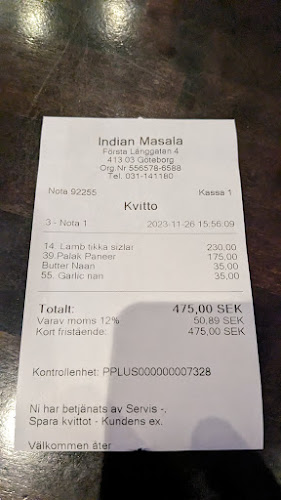 Indian Masala
Första Långgatan 4
413 03 Göteborg
Org.Nr 556578-6588
Tel. 031-141180
Nota 92255 Kassa 1
Kvitto
3 - Nota 1 2023-11-26 15:56:09
14. Lamb tikka sizlar 230,00
39.Palak Paneer 175,00
Butter Naan 35,00
55. Garlic nan 35,00
Totalt: 475,00 SEK
Varav moms 12% 50,89 SEK
Kort fristående: 475,00 SEK
Kontrollenhet: PPLUS000000007328
Ni har betjänats av Servis -.
Spara kvittot - Kundens ex.
Välkommen åter